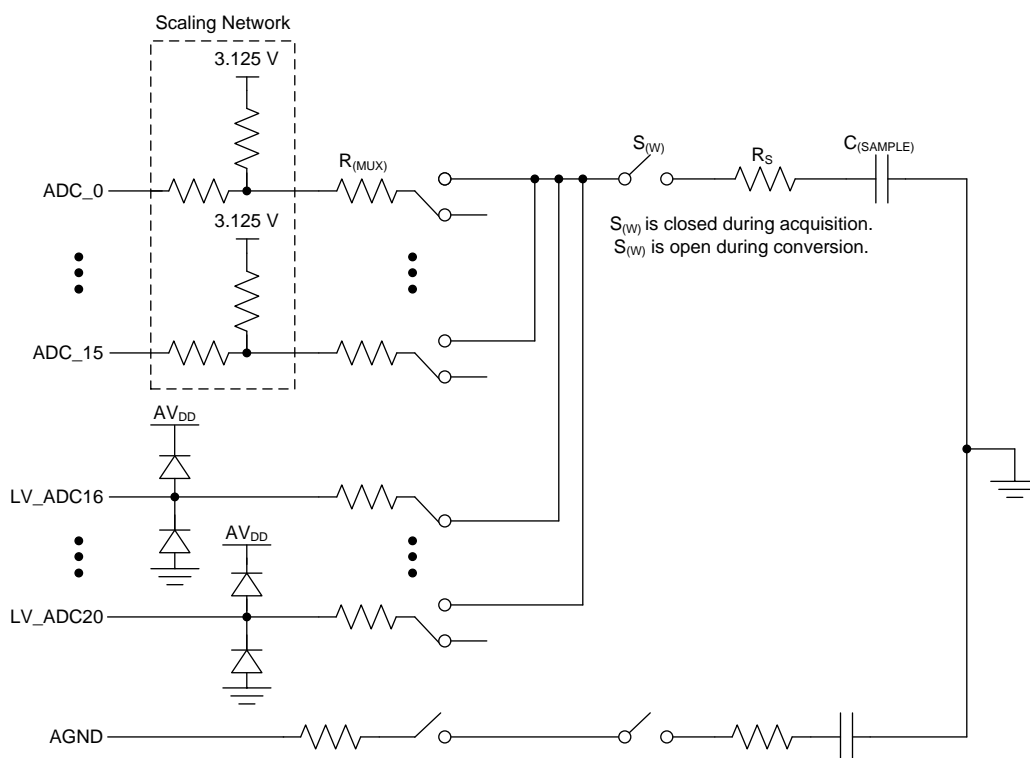 Scaling Network
3.125 V
R(MUX)
S(W)
RS
C(SAMPLE)
ADC_0
3.125 V
S(W) is closed during acquisition.
S(W) is open during conversion.
ADC_15
AVDD
LV_ADC16
AVDD
LV_ADC20
AGND